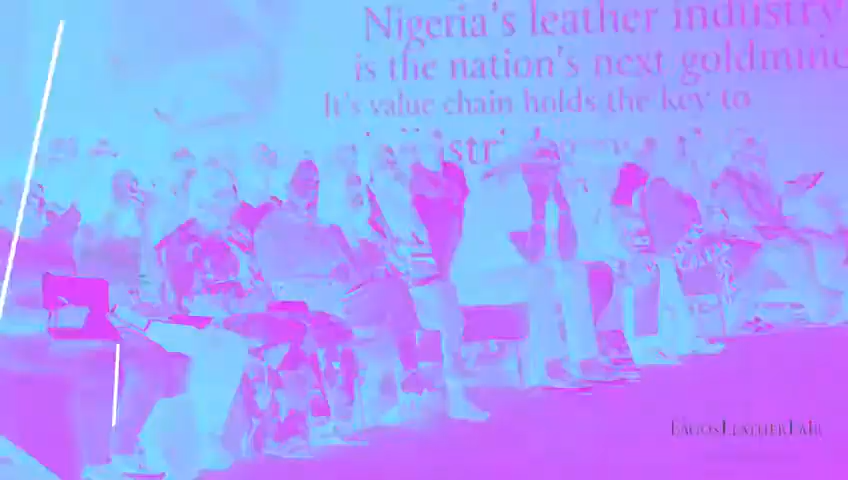 Nigeria's leather industry
is the nation's next goldmine
It's value chain holds the key to
LAGOSLEATHERFAIR